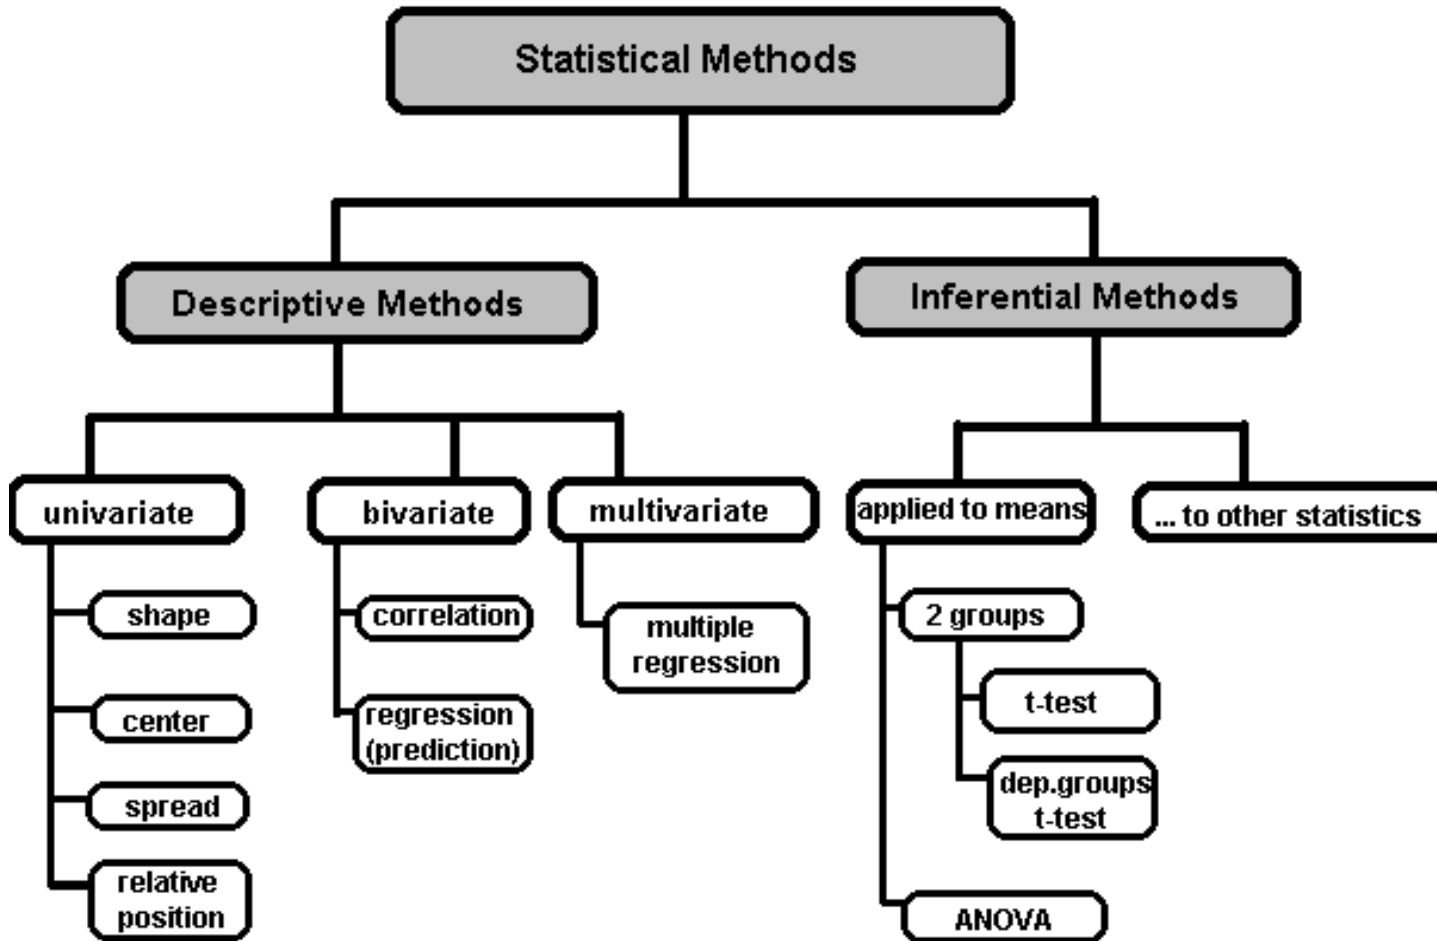 Statistical Methods
Descriptive Methods
Inferential Methods
univariate
bivariate
multivariate
applied to means
... to other statistics
shape
center
spread
relative
position
correlation
regression
(prediction)
multiple
regression
2 groups
t-test
dep.groups
t-test
ANOVA